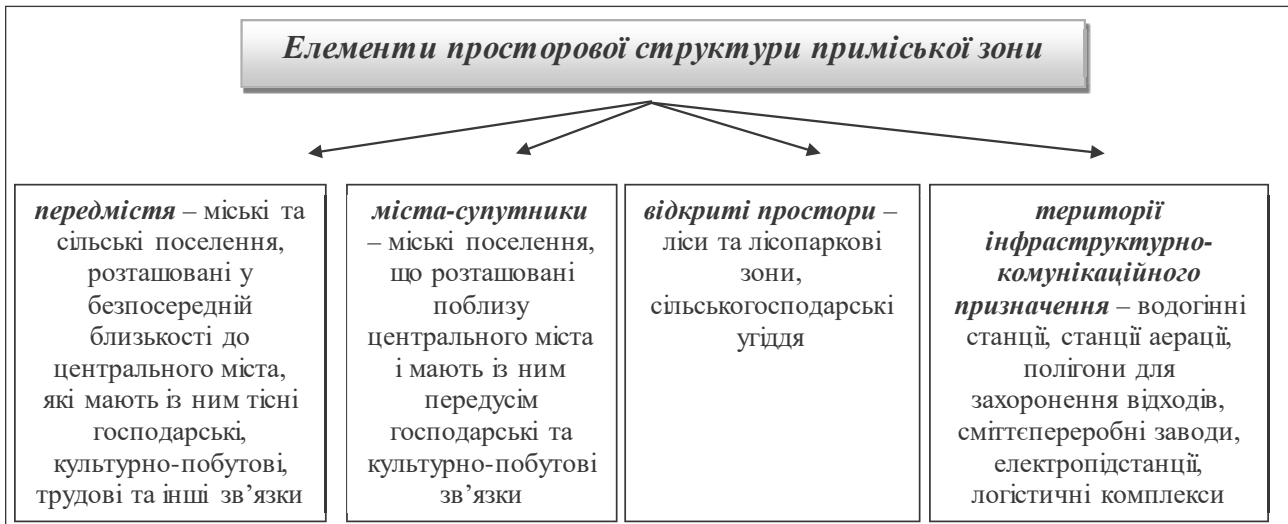 Елементи просторової структури приміської зони
передмістя – міські та
сільські поселення,
розташовані у
безпосередній
близькості до
центрального міста,
які мають із ним тісні
господарські,
культурно-побутові,
трудові та інші зв’язки
міста-супутники
– міські поселення,
що розташовані
поблизу
центрального міста
і мають із ним
передусім
господарські та
культурно-побутові
зв’язки
відкриті простори –
ліси та лісопаркові
зони,
сільськогосподарські
угіддя
території
інфраструктурно-
комунікаційного
призначення – водогінні
станції, станції аерації,
полігони для
захоронення відходів,
сміттєпереробні заводи,
електропідстанції,
логістичні комплекси